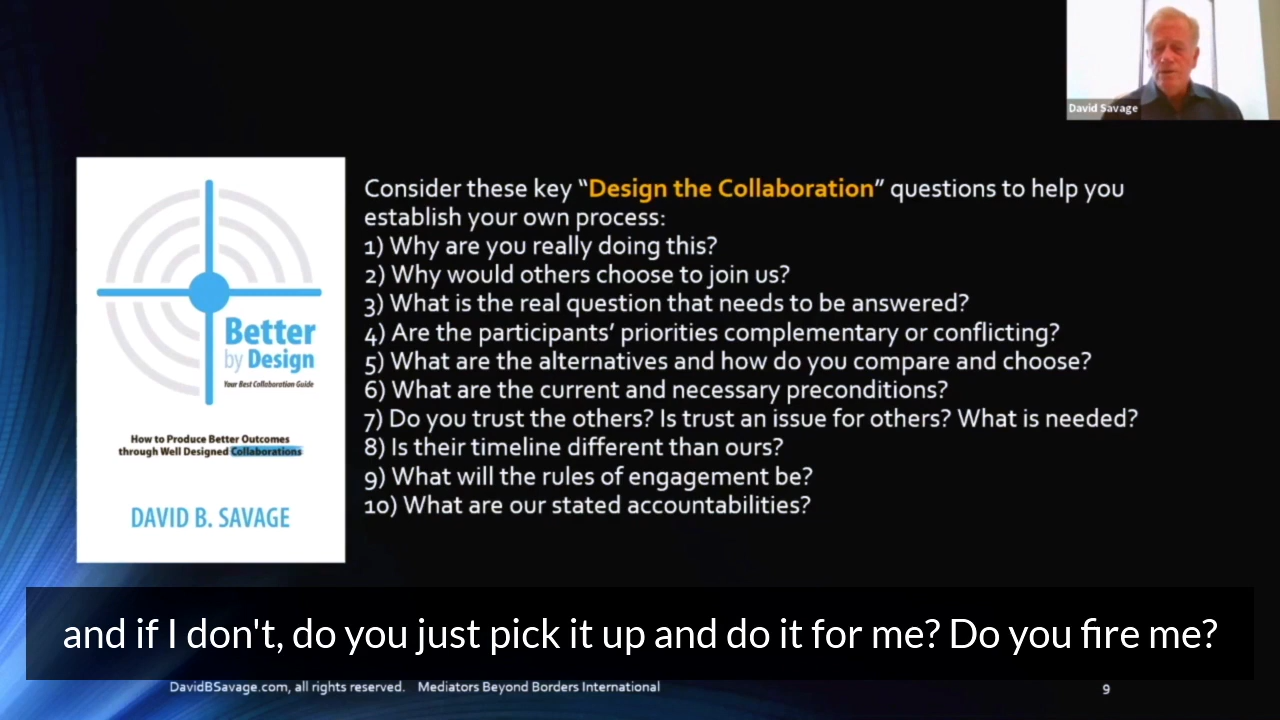 David Savage
Better
by Design
Your Best Collaboration Guide
How to Produce Better Outcomes
through Well Designed Collaborations
DAVID B. SAVAGE
Consider these key “Design the Collaboration” questions to help you
establish your own process:
1) Why are you really doing this?
2) Why would others choose to join us?
3) What is the real question that needs to be answered?
4) Are the participants’ priorities complementary or conflicting?
5) What are the alternatives and how do you compare and choose?
6) What are the current and necessary preconditions?
7) Do you trust the others? Is trust an issue for others? What is needed?
8) Is their timeline different than ours?
9) What will the rules of engagement be?
10) What are our stated accountabilities?
and if I don't, do you just pick it up and do it for me? Do you fire me?
DavidBSavage.com, all rights reserved. Mediators Beyond Borders International
9